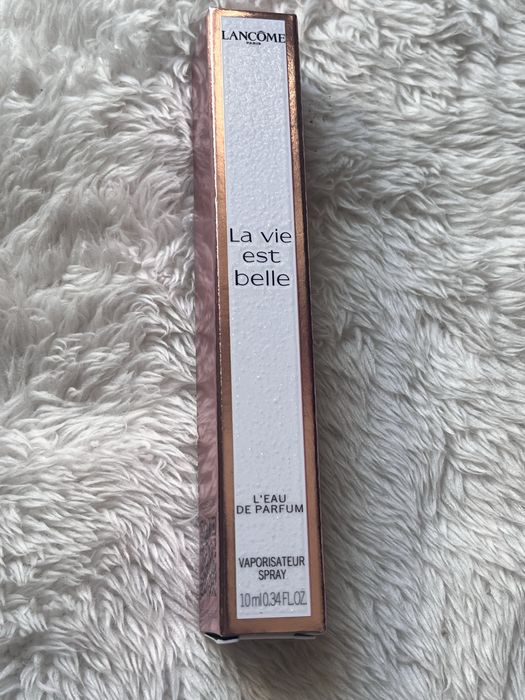 LANCÔME
PARIS
La vie
est
belle
L'EAU
DE PARFUM
VAPORISATEUR
SPRAY
10 ml 0.34 FL.OZ.